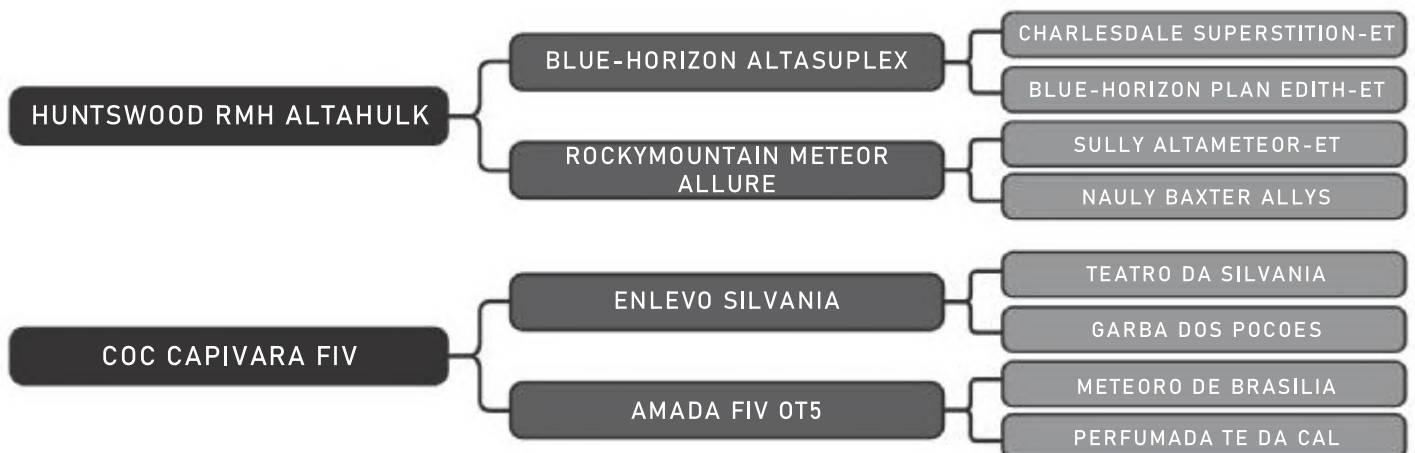 HUNTSWOOD RMH ALTAHULK
BLUE-HORIZON ALTASUPLEX
CHARLESDALE SUPERSTITION-ET
BLUE-HORIZON PLAN EDITH-ET
ROCKYMOUNTAIN METEOR
ALLURE
SULLY ALTAMETEOR-ET
NAULY BAXTER ALLYS
COC CAPIVARA FIV
ENLEVO SILVANIA
TEATRO DA SILVANIA
GARBA DOS POCOES
AMADA FIV OT5
METEORO DE BRASÍLIA
PERFUMADA TE DA CAL